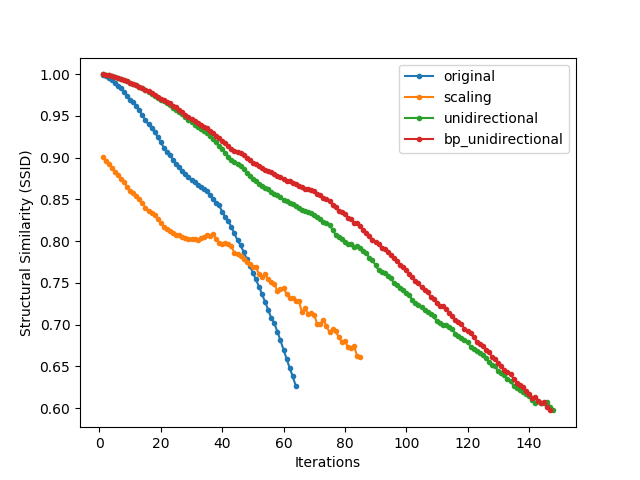 1.00
0.95
0.90
0.85
0.80
0.75
0.70
0.65
0.60
Structural Similarity (SSID)
original
scaling
unidirectional
bp_unidirectional
0 20 40 60 80 100 120 140
Iterations